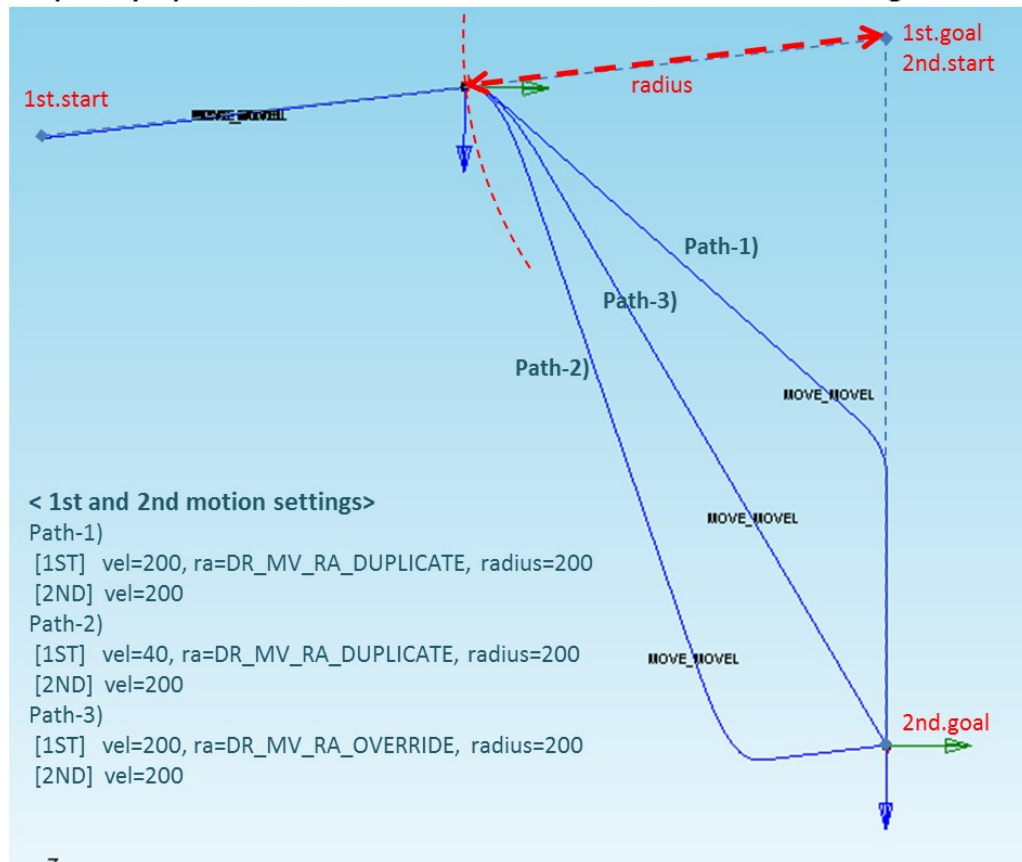 1st.goal
2nd.start
radius
1st.start
Path-1)
Path-3)
Path-2)
MOVE_MOVEL
< 1st and 2nd motion settings>
MOVE_MOVEL
Path-1)
[1ST] vel=200, ra=DR_MV_RA_DUPLICATE, radius=200
[2ND] vel=200
Path-2)
[1ST] vel=40, ra=DR_MV_RA_DUPLICATE, radius=200
MOVE_MOVEL
[2ND] vel=200
Path-3)
2nd.goal
[1ST] vel=200, ra=DR_MV_RA_OVERRIDE, radius=200
[2ND] vel=200